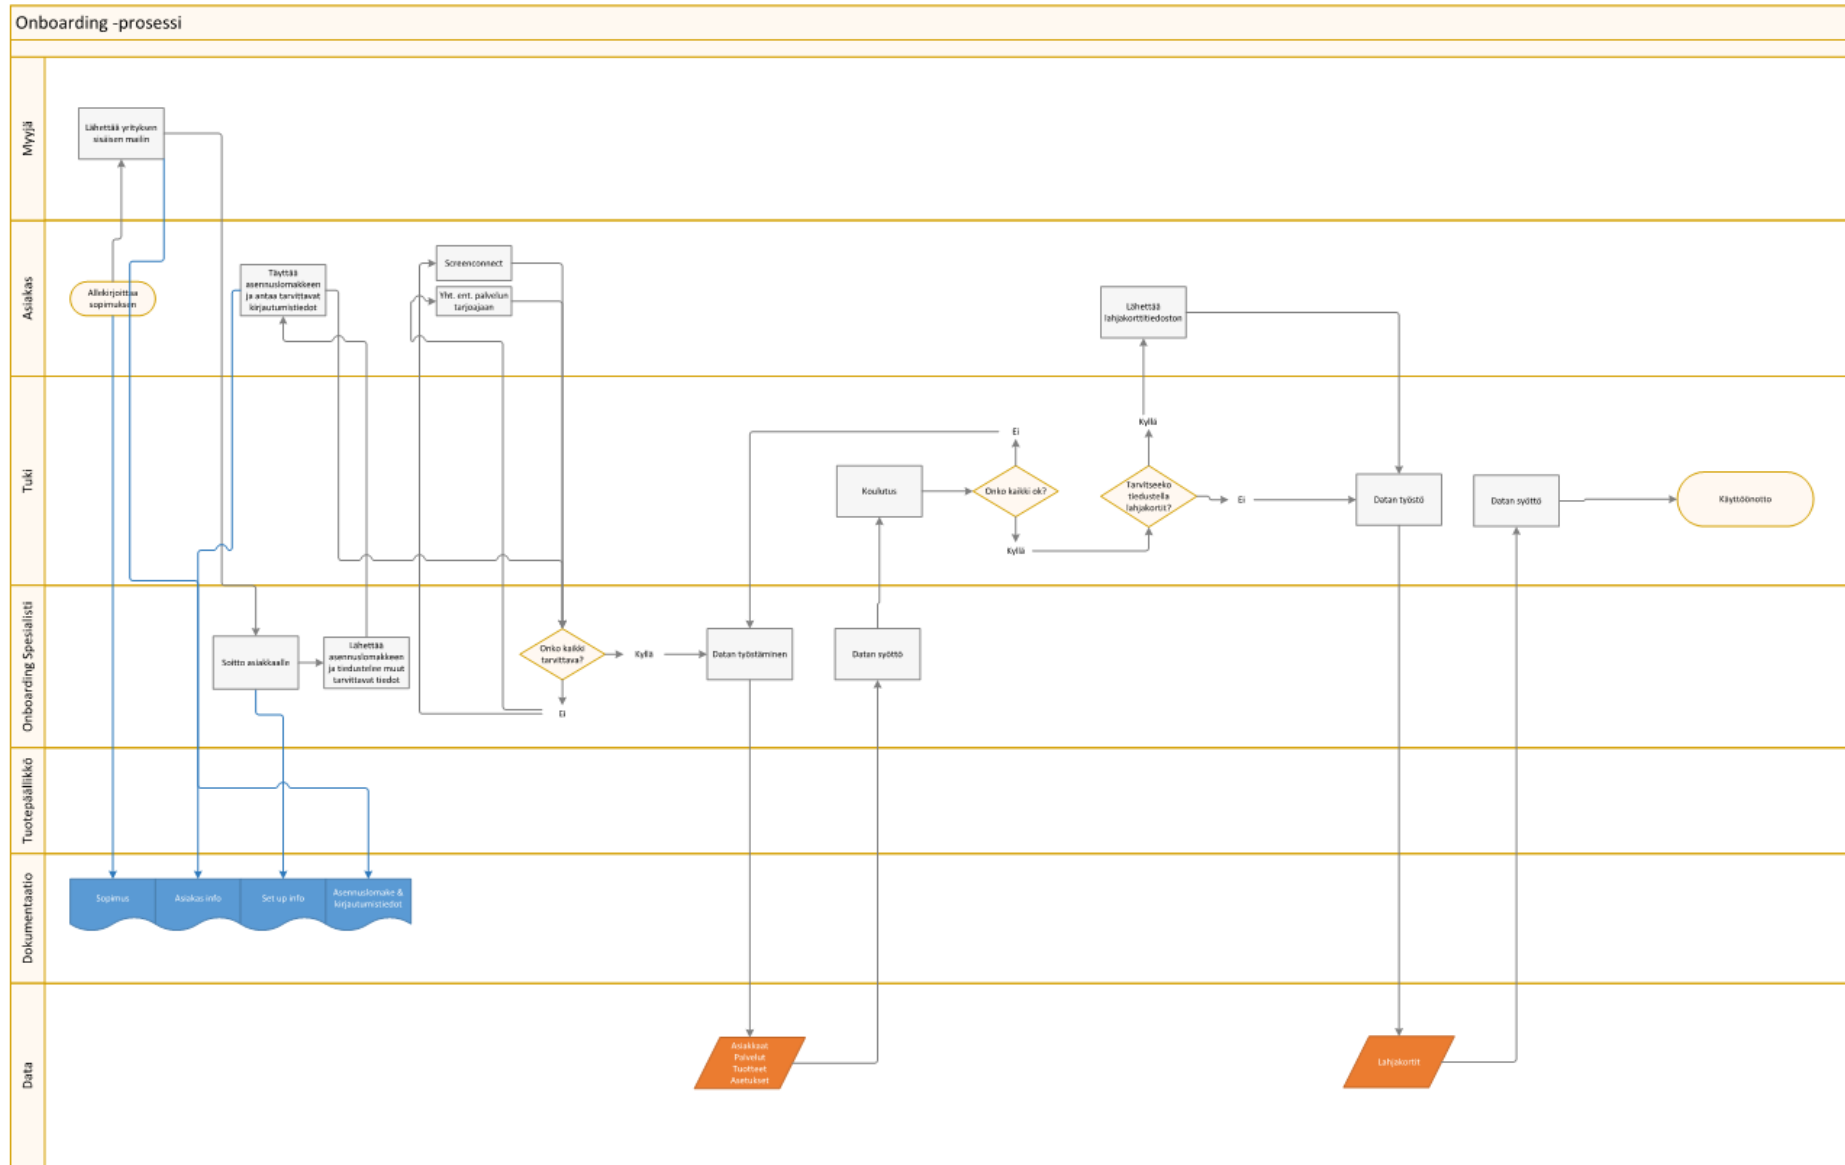 Onboarding -prosessi
Myyjä
Lähettää yrityksen
sisäisen mailin
Asiakas
Allekirjoittaa
sopimuksen
Täyttää
asennuslomakkeen
ja antaa tarvittavat
kirjautumistiedot
Screenconnect
Yht. ent. palvelun
tarjoajaan
Lähettää
lahjakorttitiedoston
Tuki
Koulutus
Ei
Onko kaikki ok?
Kyllä
Kyllä
Tarvitseeko
tiedustella
lahjakortit?
Ei
Datan työstö
Datan syöttö
Käyttöönotto
Onboarding Spesialisti
Soitto asiakkaalle
Lähettää
asennuslomakkeen
ja tiedustelee muut
tarvittavat tiedot
Onko kaikki
tarvittava?
Kyllä
Ei
Datan työstäminen
Datan syöttö
Tuotepäällikkö
Dokumentaatio
Sopimus
Asiakas info
Set up info
Asennuslomake &
kirjautumistiedot
Data
Asiakkaat
Palvelut
Tuotteet
Asetukset
Lahjakortit